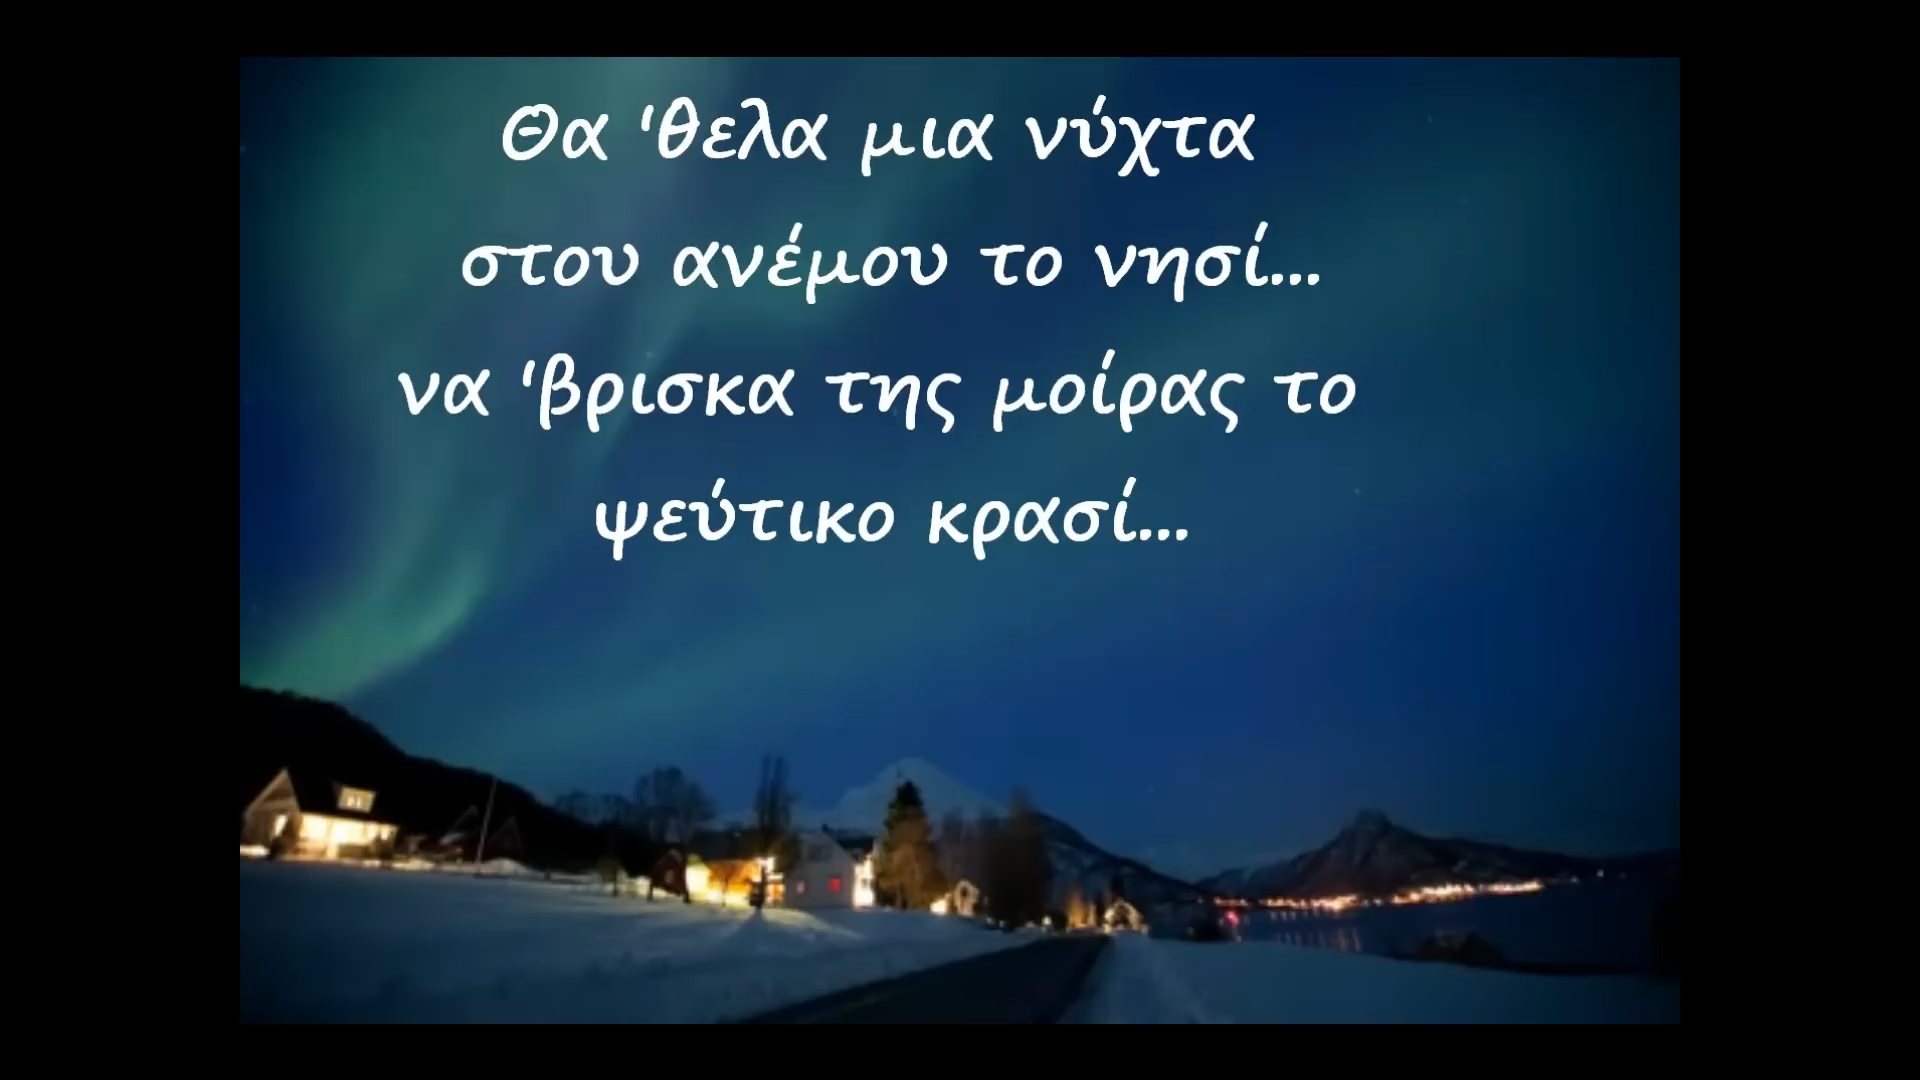 Θα 'θελα μια νύχτα
στου ανέμου το νησί...
να 'βρισκα της μοίρας το
ψεύτικο κρασί...